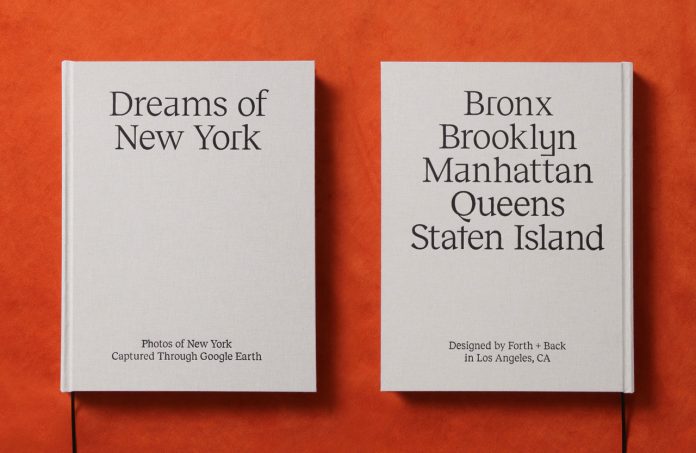 Dreams of
New York
Photos of New York
Captured Through Google Earth
Bronx
Brooklyn
Manhattan
Queens
Staten Island
Designed by Forth + Back
in Los Angeles, CA